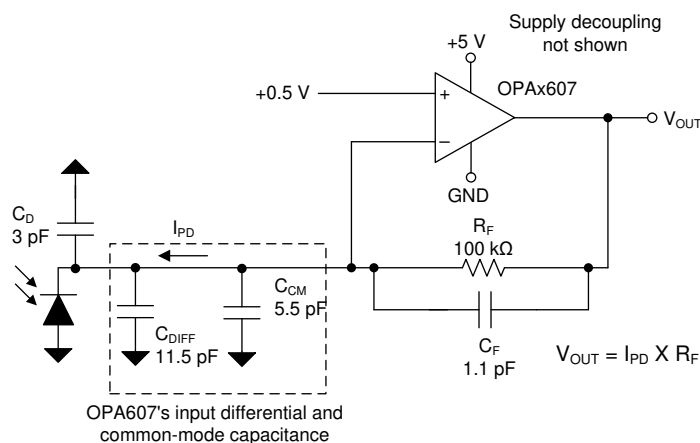 Supply decoupling
not shown
+5 V
OPAx607
+0.5 V
+
−
V_OUT
GND
C_D
3 pF
I_PD
R_F
100 kΩ
C_CM
5.5 pF
C_DIFF
11.5 pF
C_F
1.1 pF
V_OUT = I_PD X R_F
OPA607's input differential and
common-mode capacitance